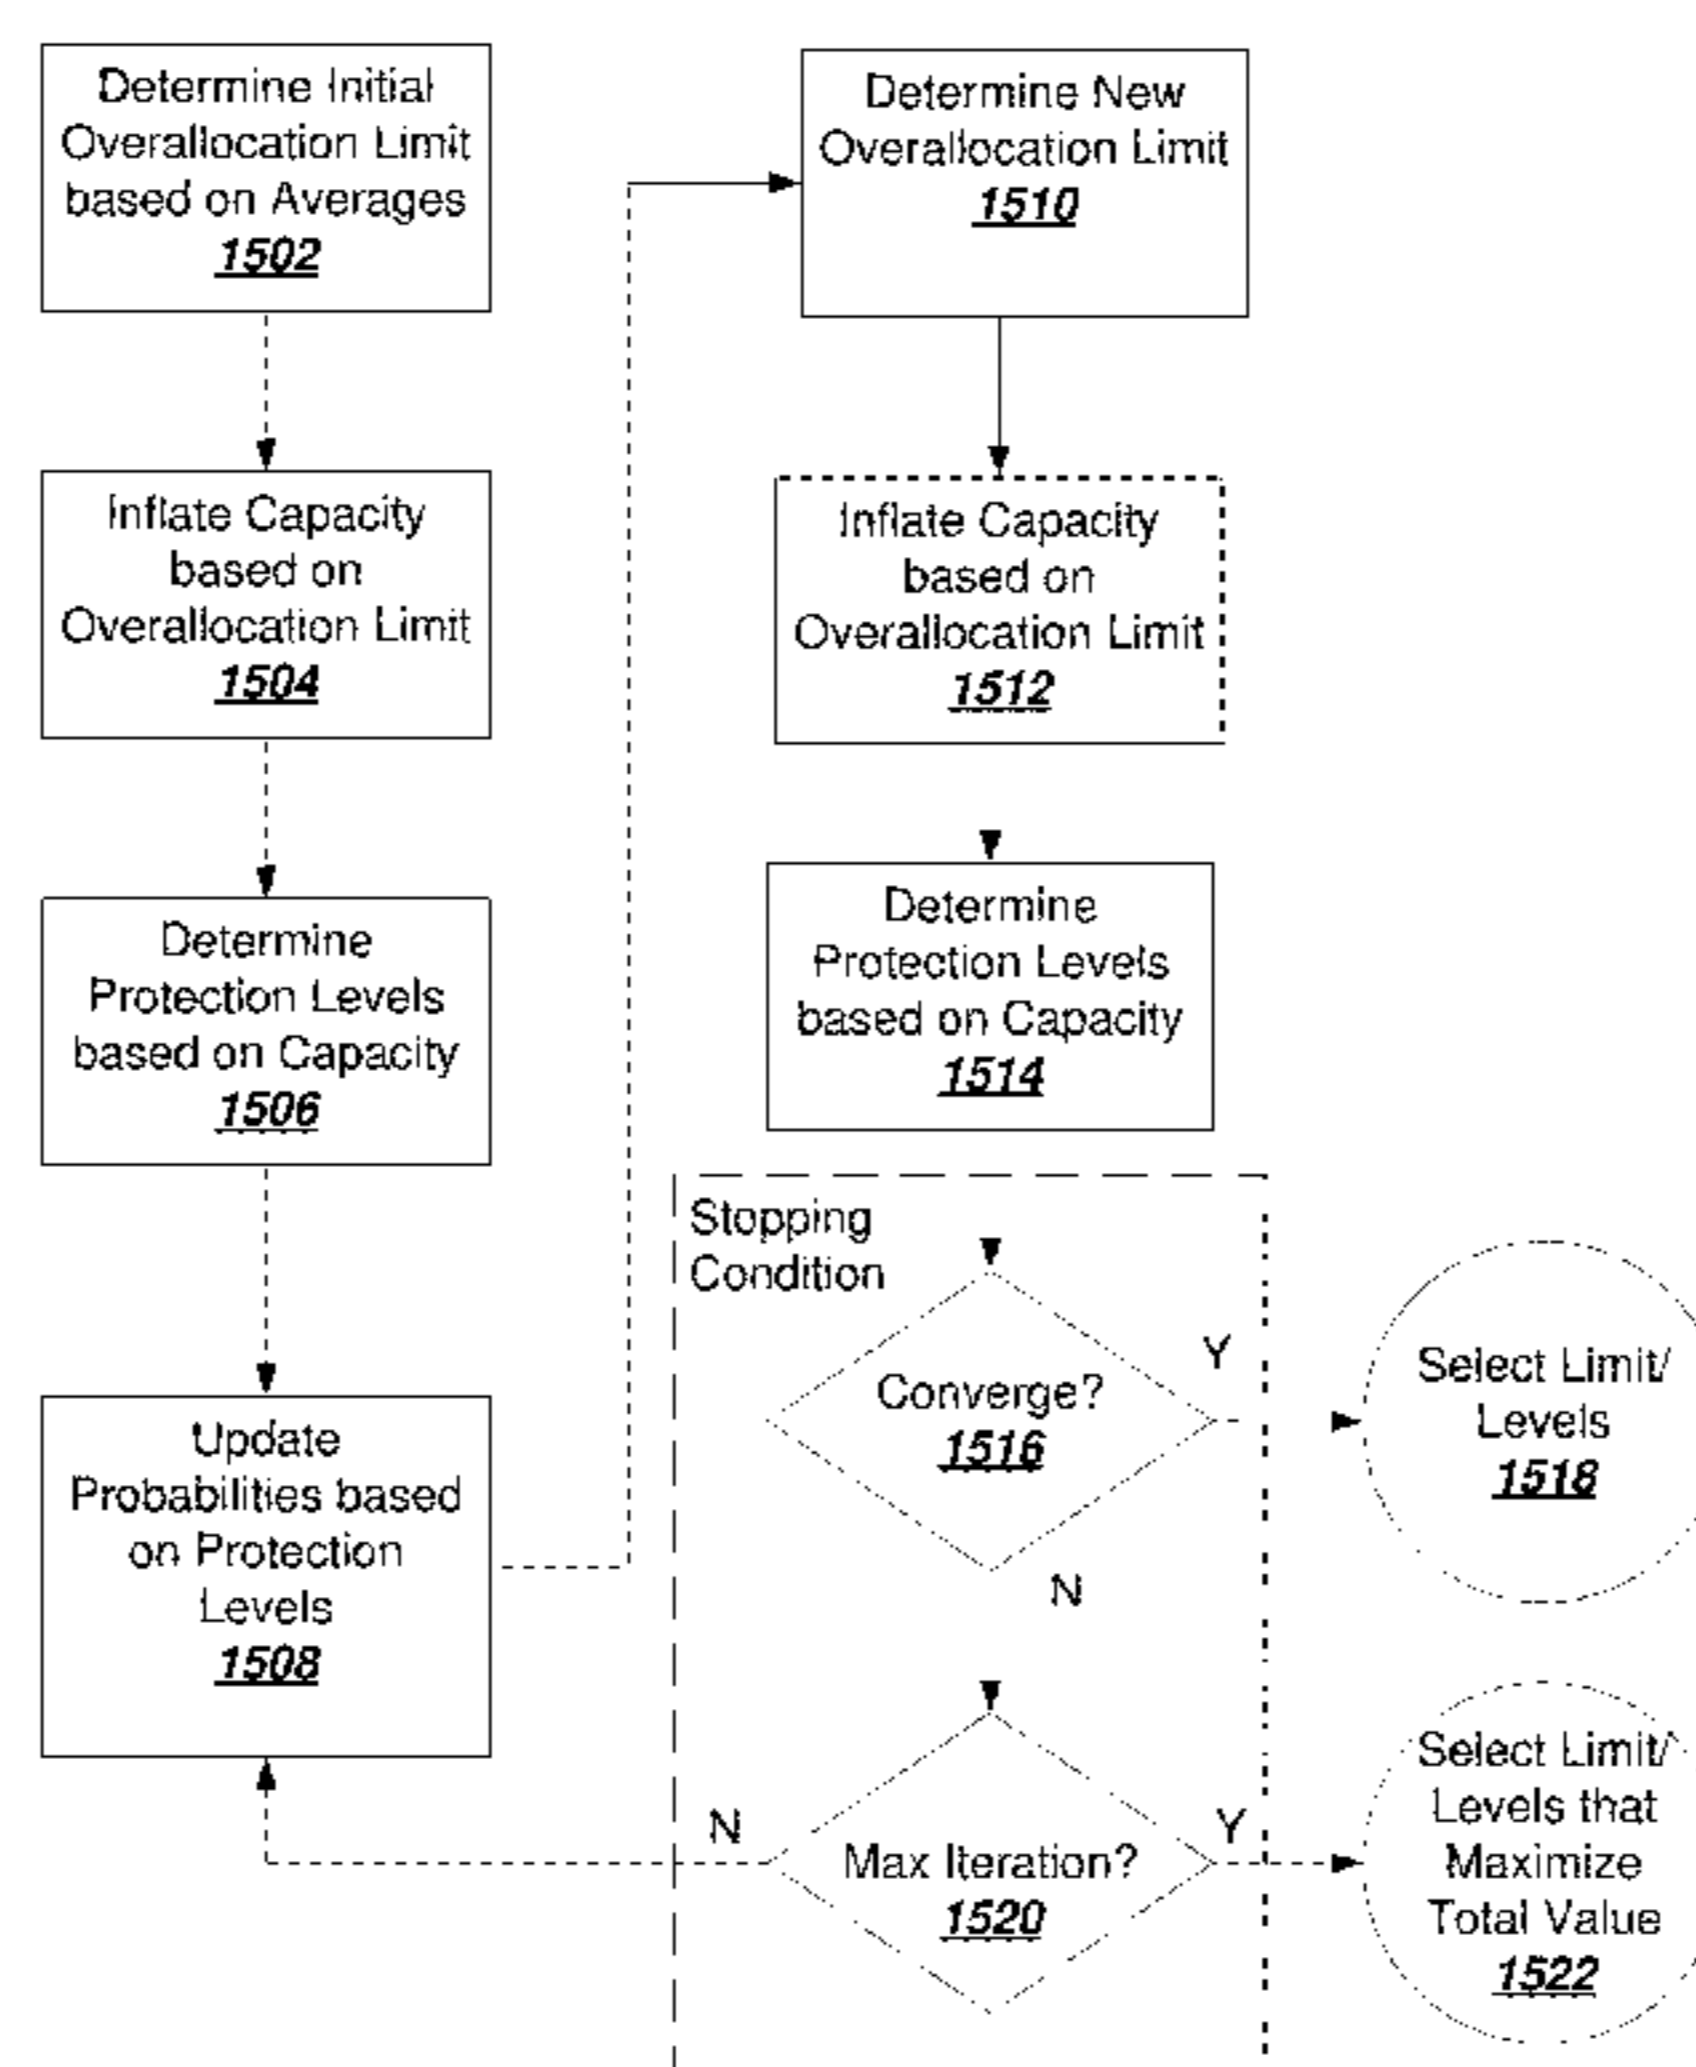 Determine Initial
Overallocation Limit
based on Averages
1502
Inflate Capacity
based on
Overallocation Limit
1504
Determine
Protection Levels
based on Capacity
1506
Update
Probabilities based
on Protection
Levels
1508
Determine New
Overallocation Limit
1510
Inflate Capacity
based on
Overallocation Limit
1512
Determine
Protection Levels
based on Capacity
1514
Stopping
Condition
Converge?
1516
Y
N
Select Limit/
Levels
1518
Max Iteration?
1520
N
Y
Select Limit/
Levels that
Maximize
Total Value
1522